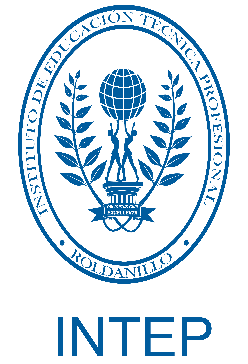 INSTITUTO DE EDUCACIÓN TÉCNICA PROFESIONAL
• ROLDANILLO •
INTEP